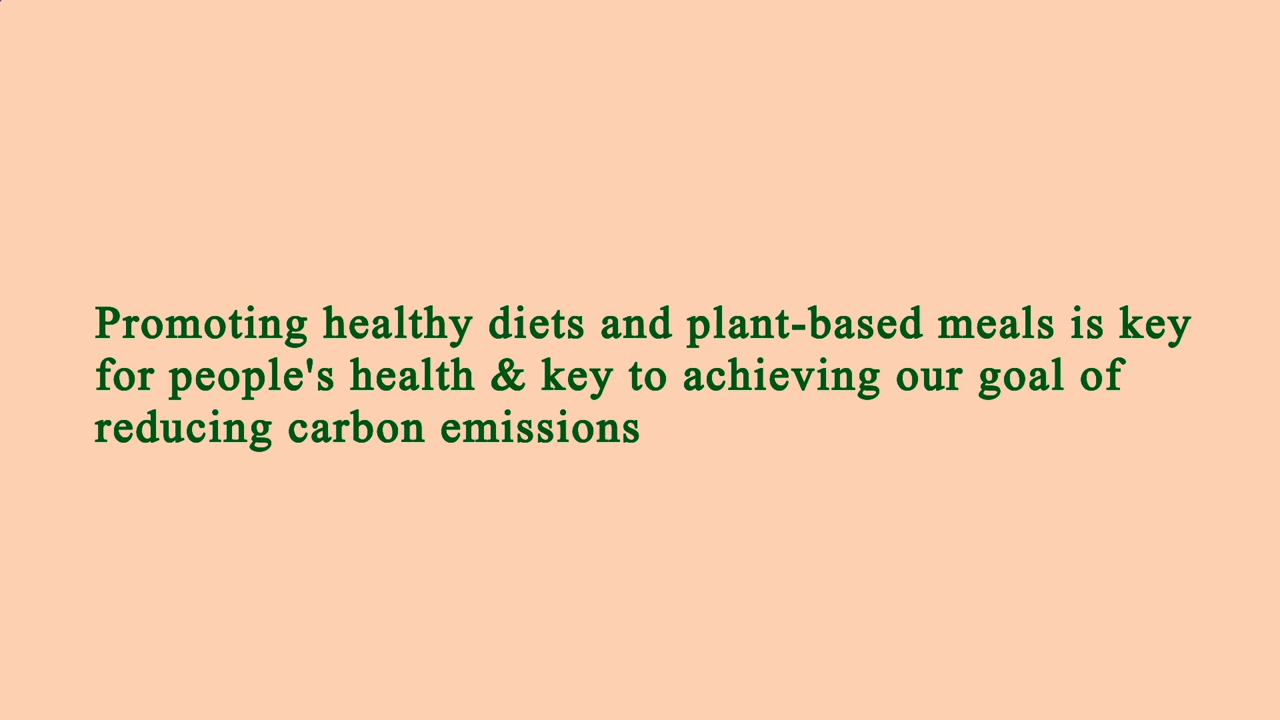 Promoting healthy diets and plant-based meals is key
for people's health & key to achieving our goal of
reducing carbon emissions